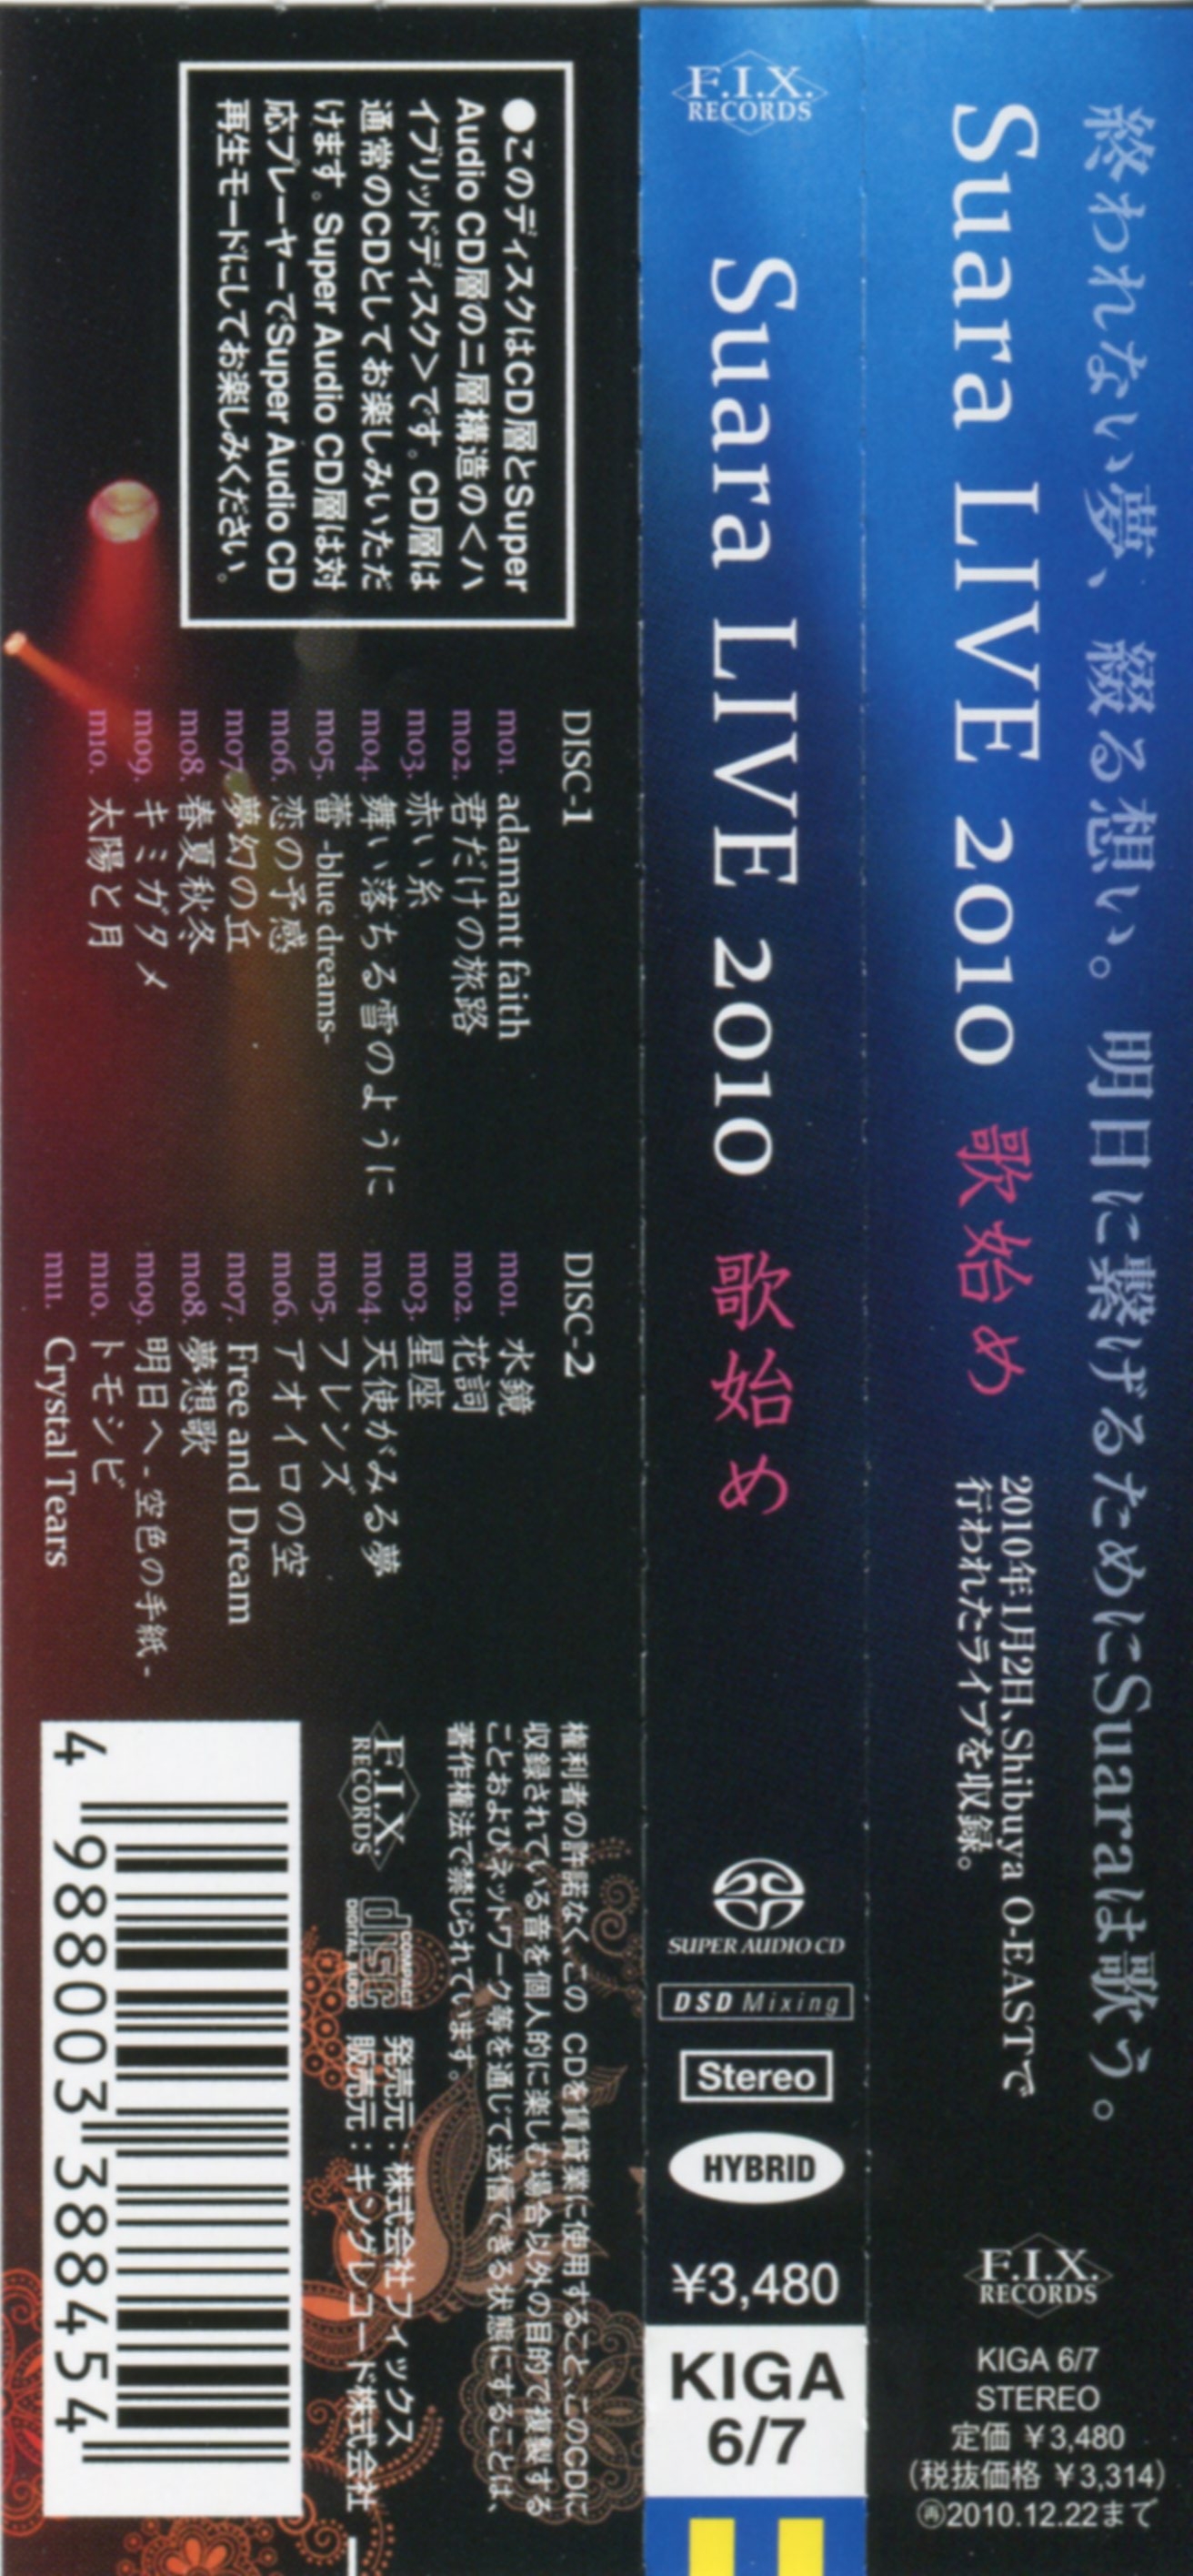 終われない夢、綴る想い。明日に繋げるためにSuaraは歌う。
Suara LIVE 2010 歌始め
2010年1月2日、Shibuya O-EASTで
行われたライブを収録。
F.I.X.
RECORDS
KIGA 6/7
STEREO
定価 ￥3,480
(税抜価格 ￥3,314)
㊢2010.12.22まで
F.I.X.
RECORDS
Suara LIVE 2010 歌始め
SUPER AUDIO CD
DSD Mixing
Stereo
HYBRID
¥3,480
KIGA
6/7
●このディスクはCD層とSuper
Audio CD層の二層構造の＜ハ
イブリッドディスク＞です。CD層は
通常のCDとしてお楽しみいただ
けます。Super Audio CD層は対
応プレーヤーでSuper Audio CD
再生モードにしてお楽しみください。
DISC-1
m01. adamant faith
m02. 君だけの旅路
m03. 赤い糸
m04. 舞い落ちる雪のように
m05. 蕾 -blue dreams-
m06. 恋の予感
m07. 夢幻の丘
m08. 春夏秋冬
m09. キミガタメ
m10. 太陽と月
DISC-2
m01. 水鏡
m02. 花詞
m03. 星座
m04. 天使がみる夢
m05. フレンズ
m06. アオイロの空
m07. Free and Dream
m08. 夢想歌
m09. 明日へ -空色の手紙-
m10. トモシビ
m11. Crystal Tears
権利者の許諾なく、この CDを賃貸業に使用すること、このCDに
収録されている音を個人的に楽しむ場合以外の目的で複製する
ことおよびネットワーク等を通じて送信できる状態にすることは、
著作権法で禁じられています。
F.I.X.
RECORDS
COMPACT
disc
DIGITAL AUDIO
発売元：株式会社フィックス
販売元：キングレコード株式会社
4 988003 388454